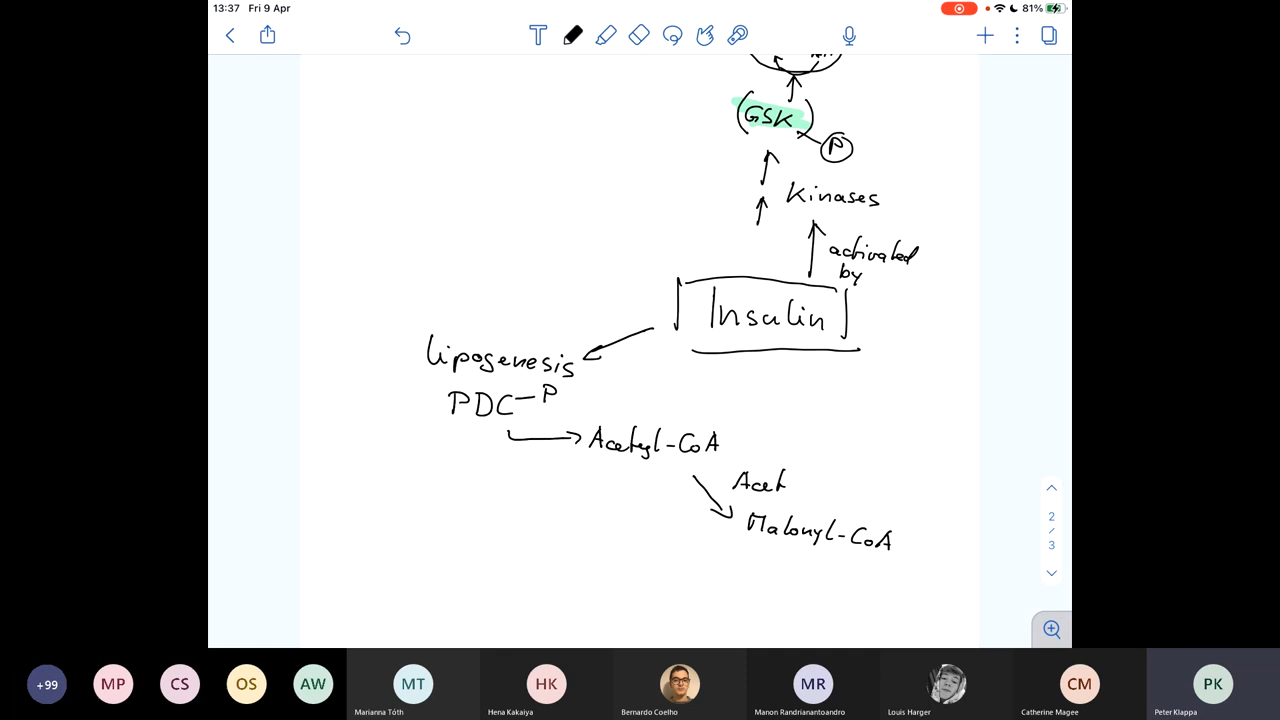 13:37 Fri 9 Apr
81%
(GSK)
P
Kinases
activated
by
Insulin
Lipogenesis
PDC-P
Acetyl-CoA
Acet
Malonyl-CoA
2
/
3
+99
MP
CS
OS
AW
MT
HK
MR
CM
PK
Marianna Tóth
Hena Kakaiya
Bernardo Coelho
Manon Randrianantoandro
Louis Harger
Catherine Magee
Peter Klappa